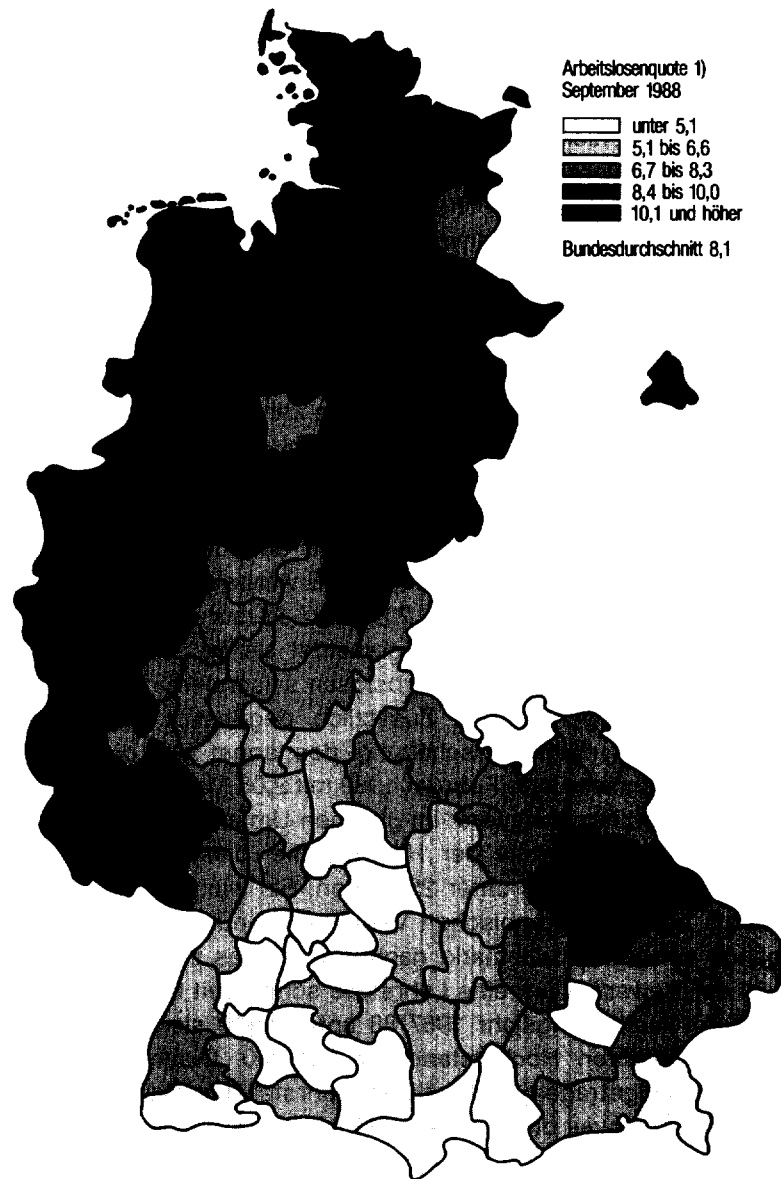 Arbeitslosenquote 1)
September 1988
unter 5,1
5,1 bis 6,6
6,7 bis 8,3
8,4 bis 10,0
10,1 und höher
Bundesdurchschnitt 8,1